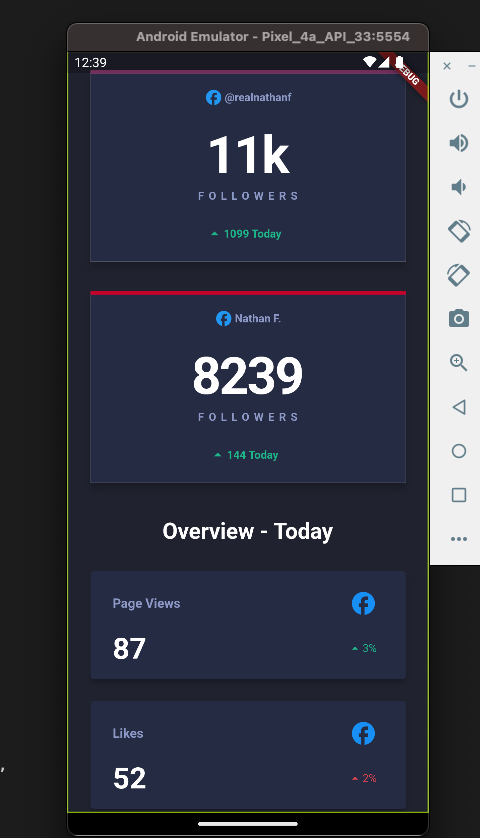 Android Emulator - Pixel_4a_API_33:5554
12:39
DEBUG
@realnathanf
11k
FOLLOWERS
1099 Today
Nathan F.
8239
FOLLOWERS
144 Today
Overview - Today
Page Views
87
3%
Likes
52
2%
,